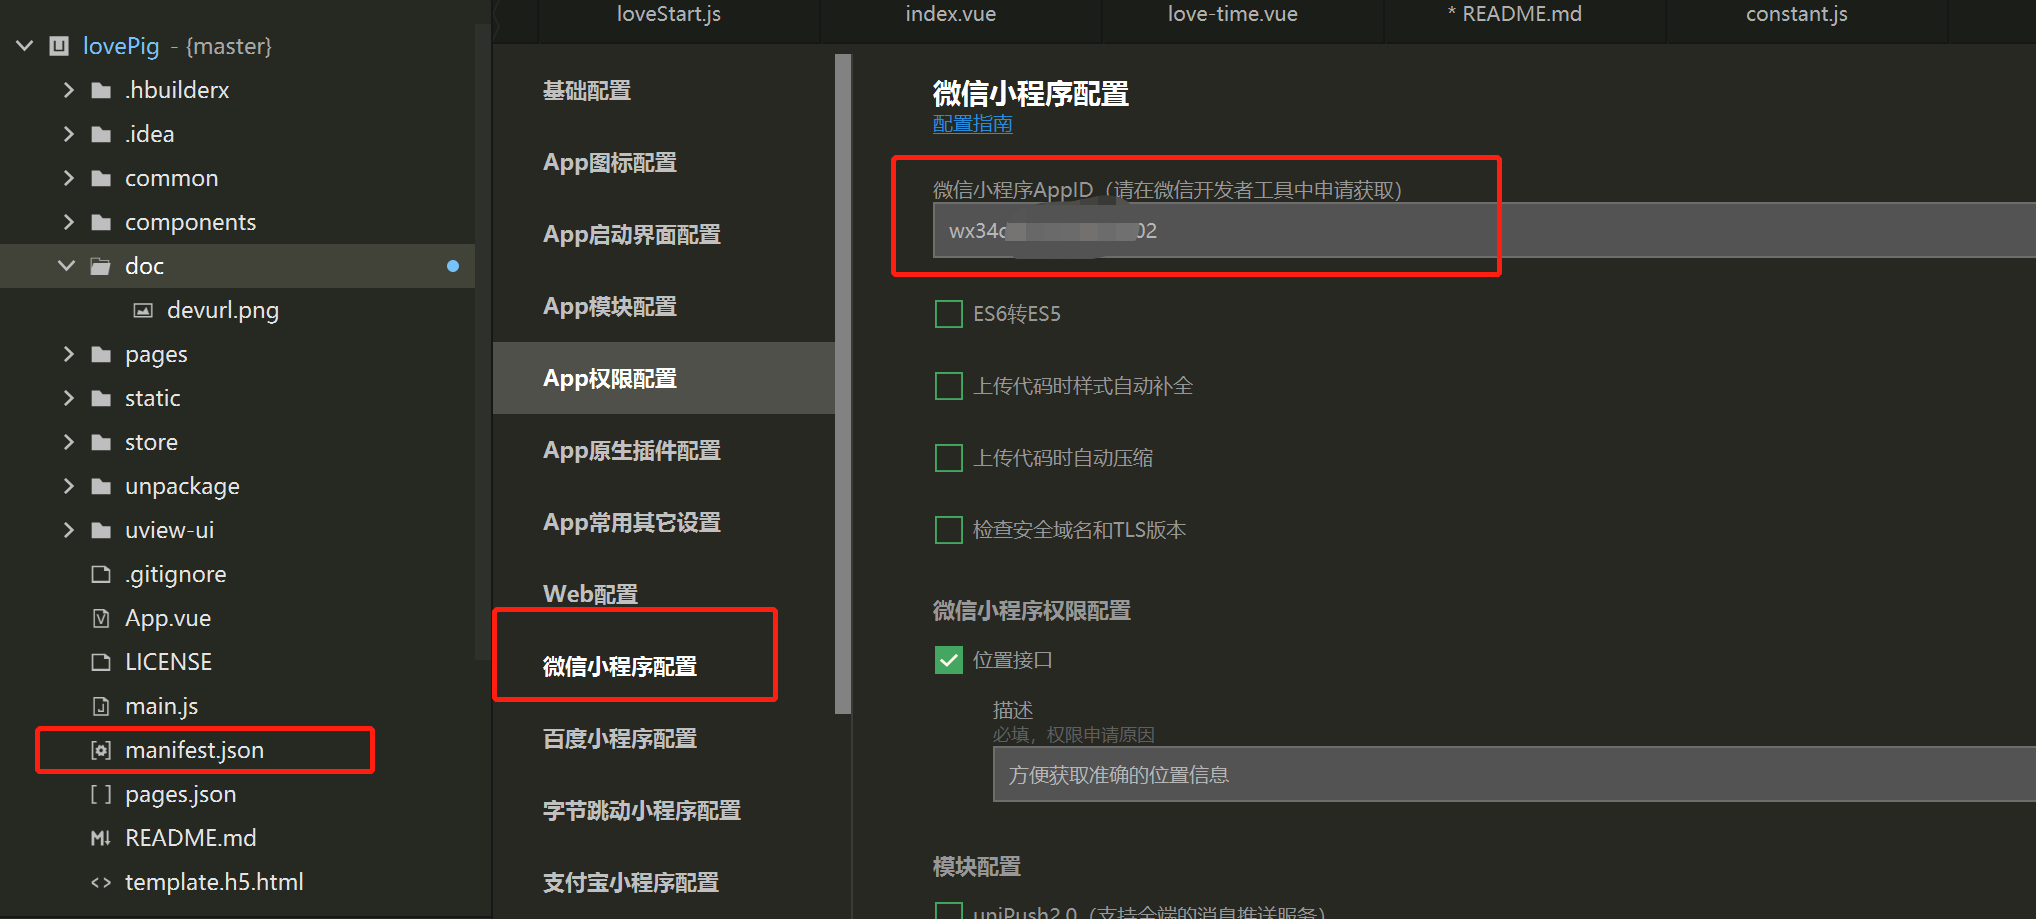 loveStart.js
index.vue
love-time.vue
* README.md
constant.js
lovePig - {master}
.hbuilderx
.idea
common
components
doc
devurl.png
pages
static
store
unpackage
uview-ui
.gitignore
App.vue
LICENSE
main.js
manifest.json
pages.json
README.md
template.h5.html
基础配置
App图标配置
App启动界面配置
App模块配置
App权限配置
App原生插件配置
App常用其它设置
Web配置
微信小程序配置
百度小程序配置
字节跳动小程序配置
支付宝小程序配置
微信小程序配置
配置指南
微信小程序AppID（请在微信开发者工具中申请获取）
wx34 02
ES6转ES5
上传代码时样式自动补全
上传代码时自动压缩
检查安全域名和TLS版本
微信小程序权限配置
位置接口
描述
必填，权限申请原因
方便获取准确的位置信息
模块配置
uniPush2.0（支持全端的消息推送服务）